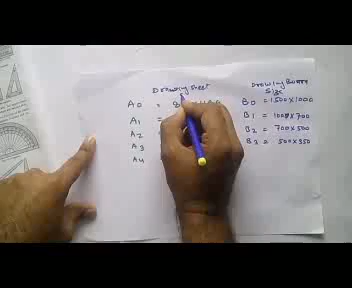 Drawing sheet
A0 = 8
A1 =
A2
A3
A4
Drawing Board
Size
B0 = 1500 x 1000
B1 = 1000 x 700
B2 = 700 x 500
B3 = 500 x 350